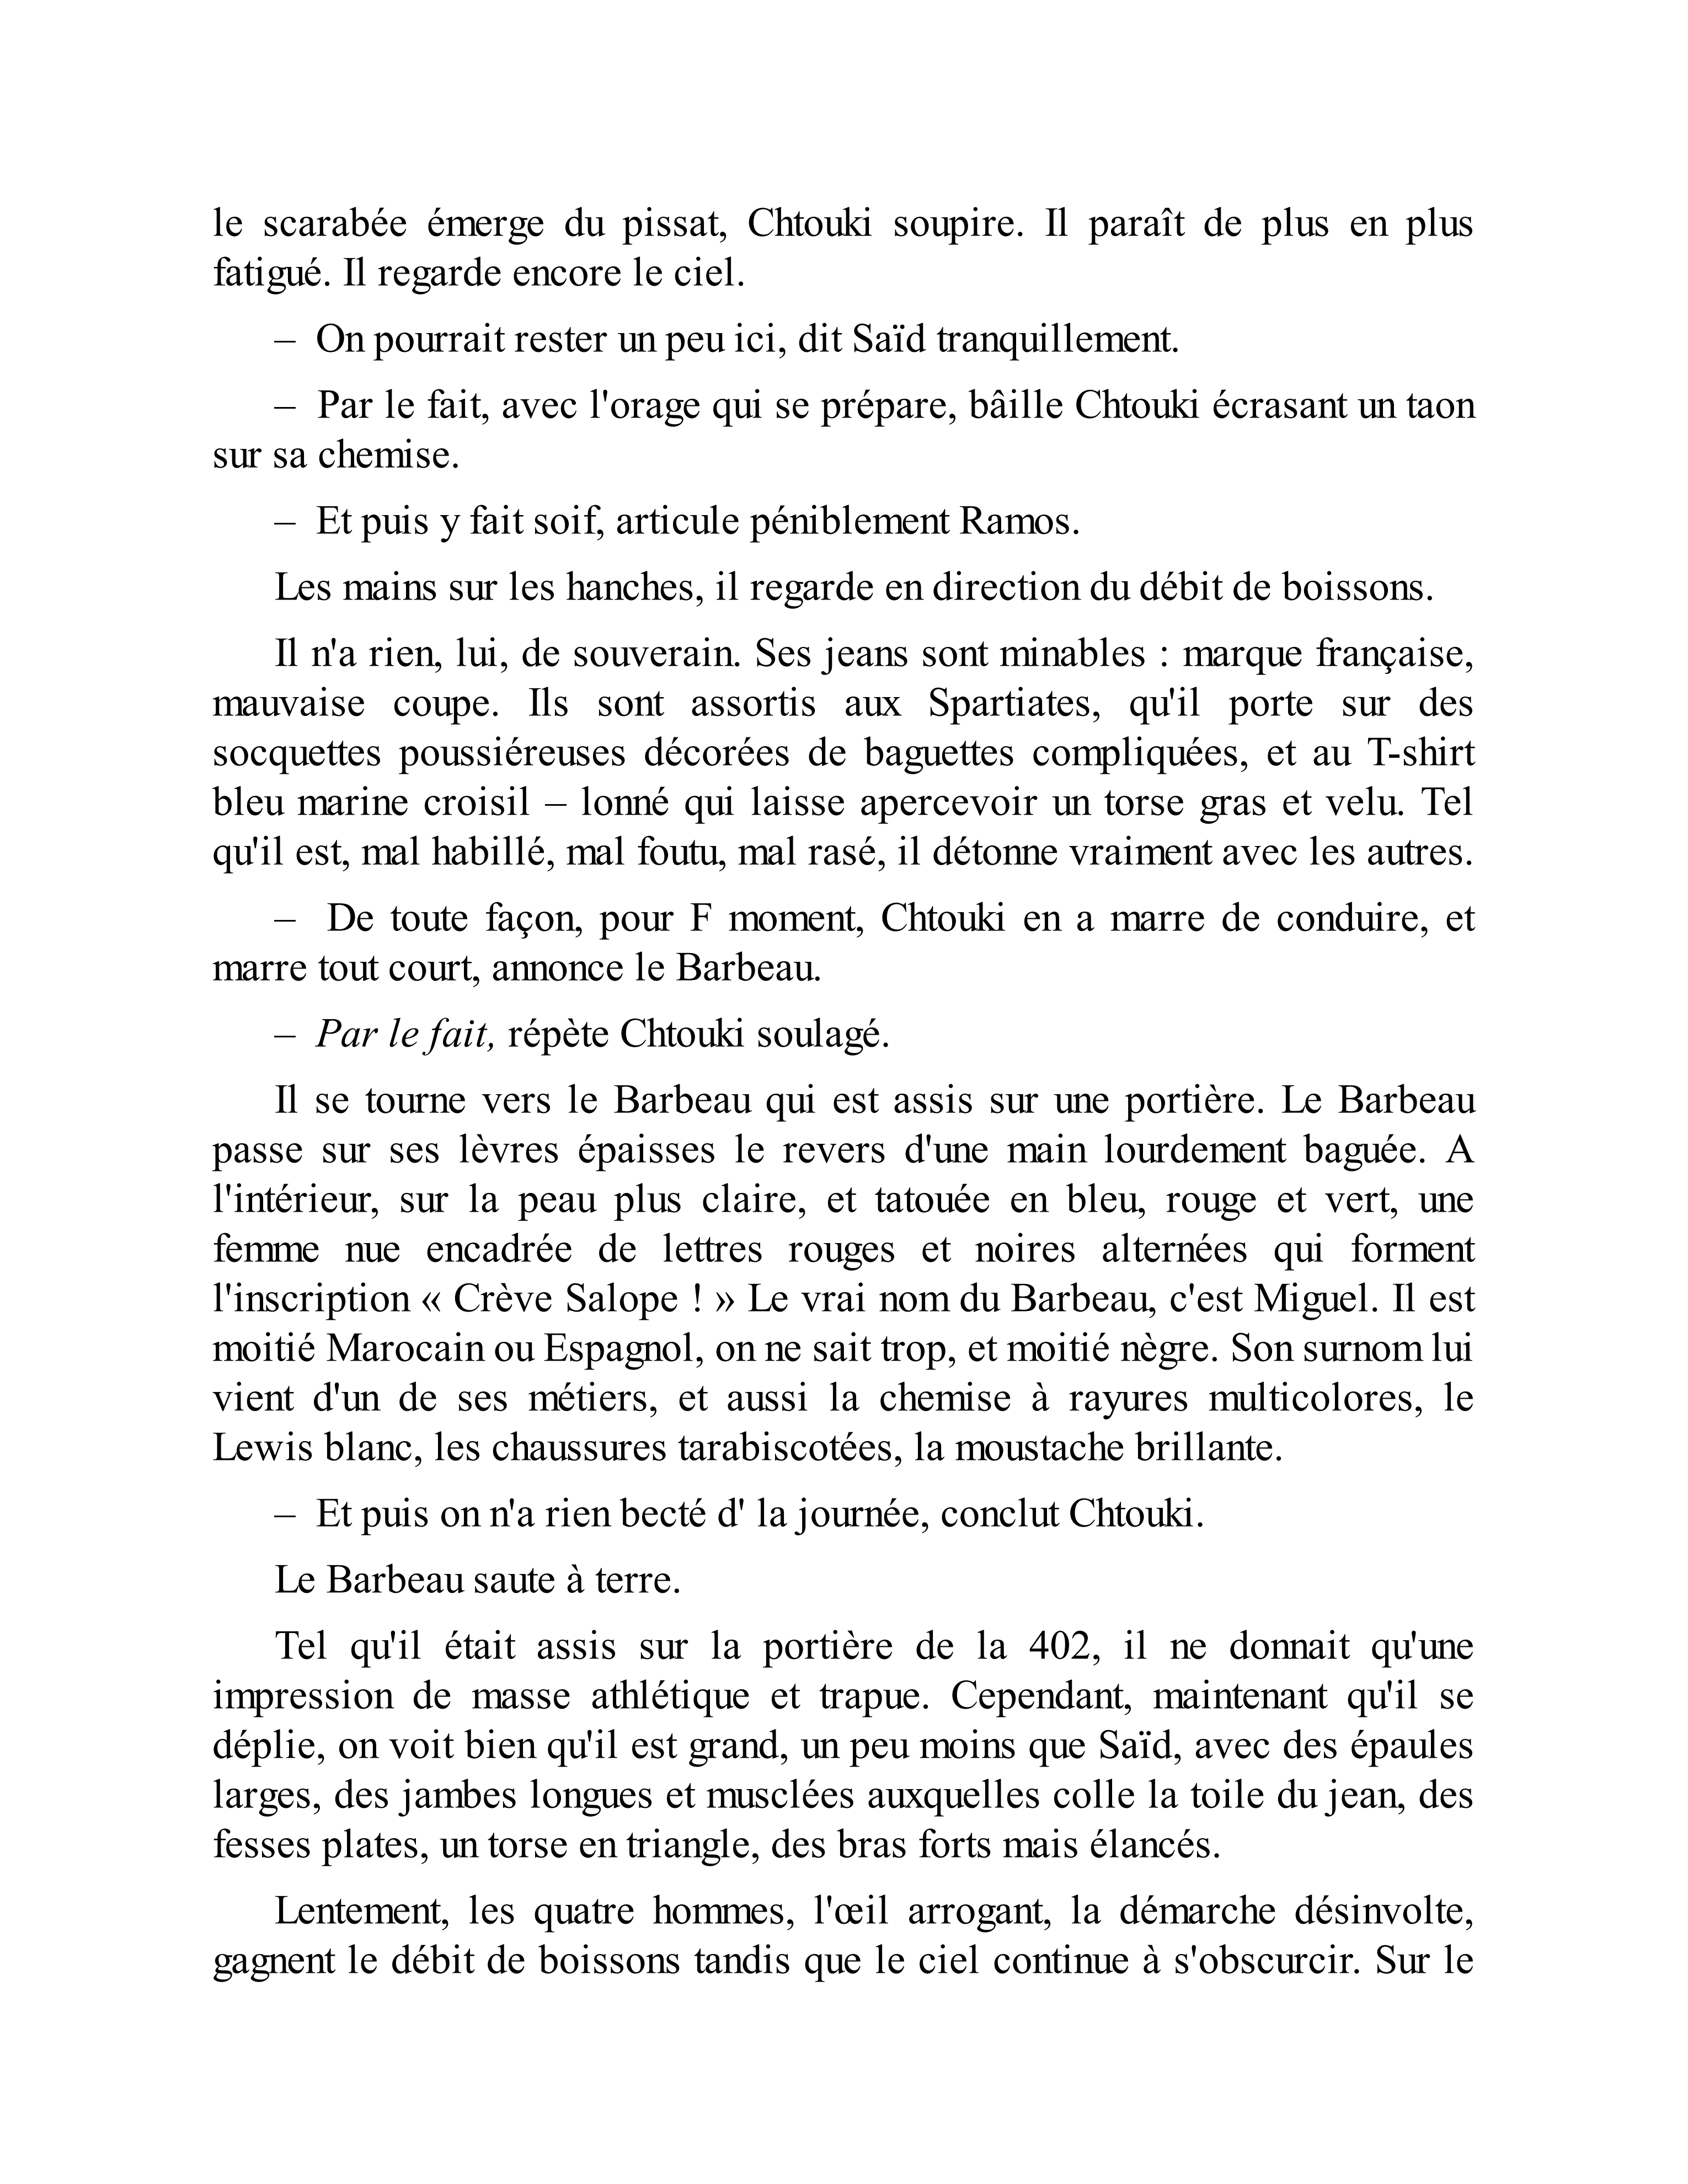 le scarabée émerge du pissat, Chtouki soupire. Il paraît de plus en plus
fatigué. Il regarde encore le ciel.
– On pourrait rester un peu ici, dit Saïd tranquillement.
– Par le fait, avec l'orage qui se prépare, bâille Chtouki écrasant un taon
sur sa chemise.
– Et puis y fait soif, articule péniblement Ramos.
Les mains sur les hanches, il regarde en direction du débit de boissons.
Il n'a rien, lui, de souverain. Ses jeans sont minables : marque française,
mauvaise coupe. Ils sont assortis aux Spartiates, qu'il porte sur des
socquettes poussiéreuses décorées de baguettes compliquées, et au T-shirt
bleu marine croisil – lonné qui laisse apercevoir un torse gras et velu. Tel
qu'il est, mal habillé, mal foutu, mal rasé, il détonne vraiment avec les autres.
– De toute façon, pour F moment, Chtouki en a marre de conduire, et
marre tout court, annonce le Barbeau.
– Par le fait, répète Chtouki soulagé.
Il se tourne vers le Barbeau qui est assis sur une portière. Le Barbeau
passe sur ses lèvres épaisses le revers d'une main lourdement baguée. A
l'intérieur, sur la peau plus claire, et tatouée en bleu, rouge et vert, une
femme nue encadrée de lettres rouges et noires alternées qui forment
l'inscription « Crève Salope ! » Le vrai nom du Barbeau, c'est Miguel. Il est
moitié Marocain ou Espagnol, on ne sait trop, et moitié nègre. Son surnom lui
vient d'un de ses métiers, et aussi la chemise à rayures multicolores, le
Lewis blanc, les chaussures tarabiscotées, la moustache brillante.
– Et puis on n'a rien becté d' la journée, conclut Chtouki.
Le Barbeau saute à terre.
Tel qu'il était assis sur la portière de la 402, il ne donnait qu'une
impression de masse athlétique et trapue. Cependant, maintenant qu'il se
déplie, on voit bien qu'il est grand, un peu moins que Saïd, avec des épaules
larges, des jambes longues et musclées auxquelles colle la toile du jean, des
fesses plates, un torse en triangle, des bras forts mais élancés.
Lentement, les quatre hommes, l'œil arrogant, la démarche désinvolte,
gagnent le débit de boissons tandis que le ciel continue à s'obscurcir. Sur le